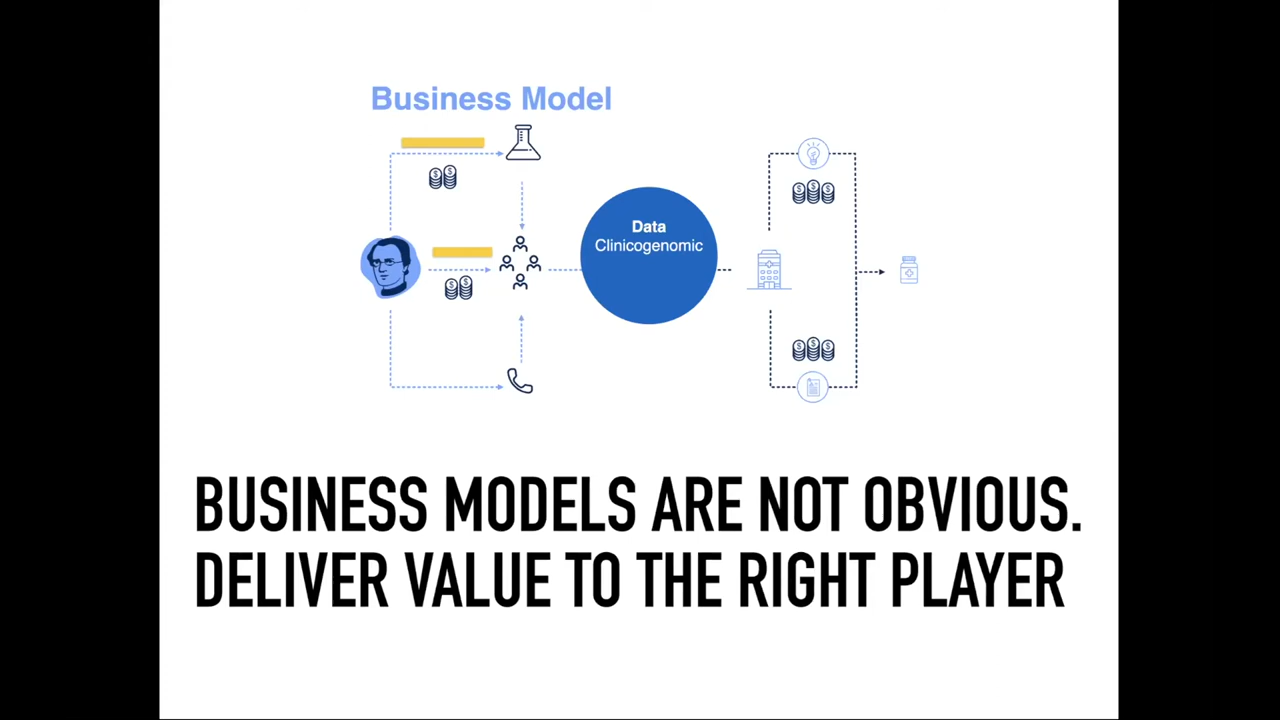 Business Model
Data
Clinicogenomic
BUSINESS MODELS ARE NOT OBVIOUS.
DELIVER VALUE TO THE RIGHT PLAYER